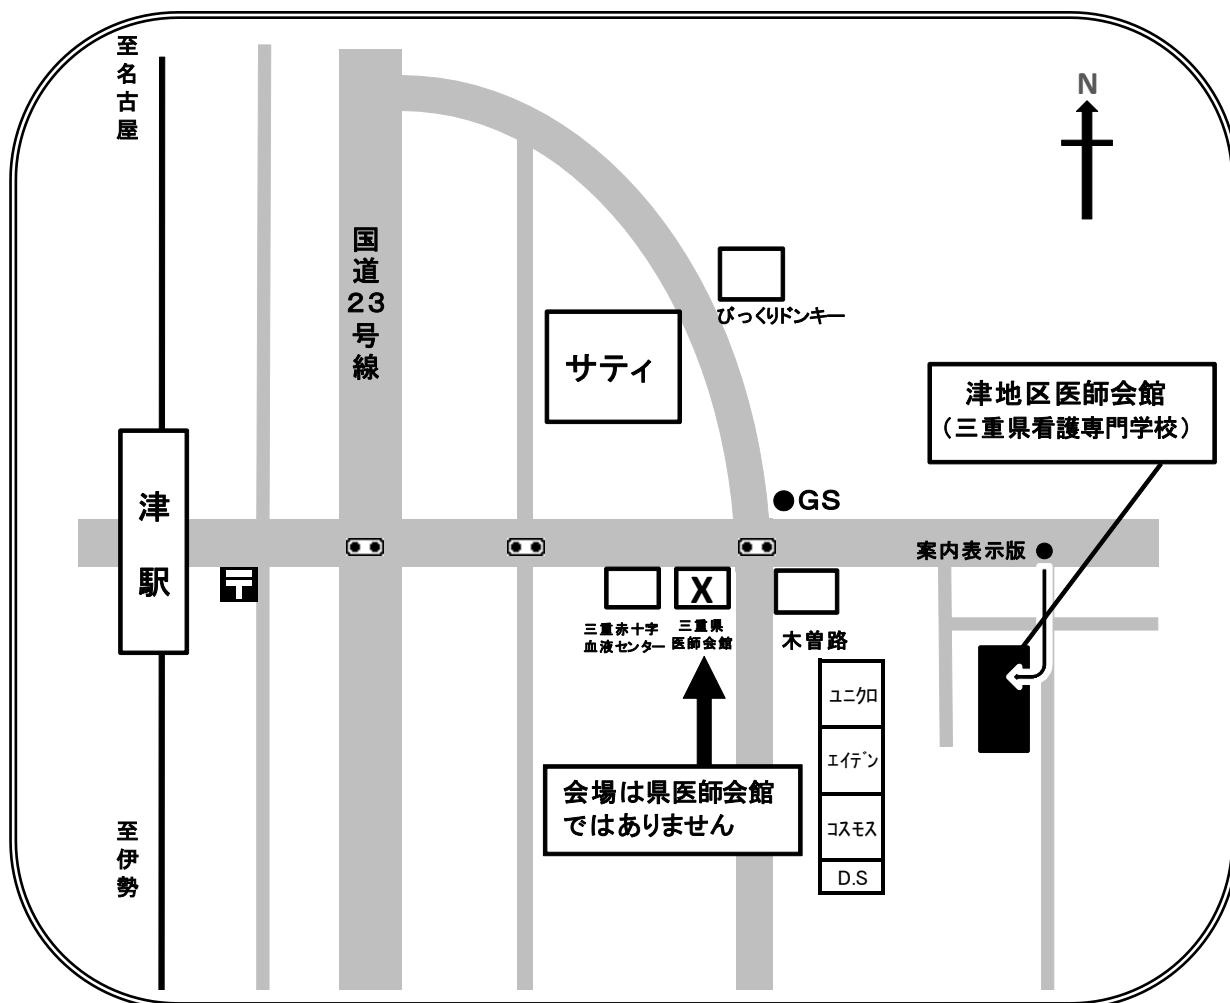 至名古屋
N
国道23号線
びっくりドンキー
サティ
津地区医師会館
（三重県看護専門学校）
津駅
●GS
案内表示版 ●
〒
X
三重赤十字
血液センター
三重県
医師会館
木曽路
ユニクロ
エイデン
コスモス
D.S
会場は県医師会館
ではありません
至伊勢